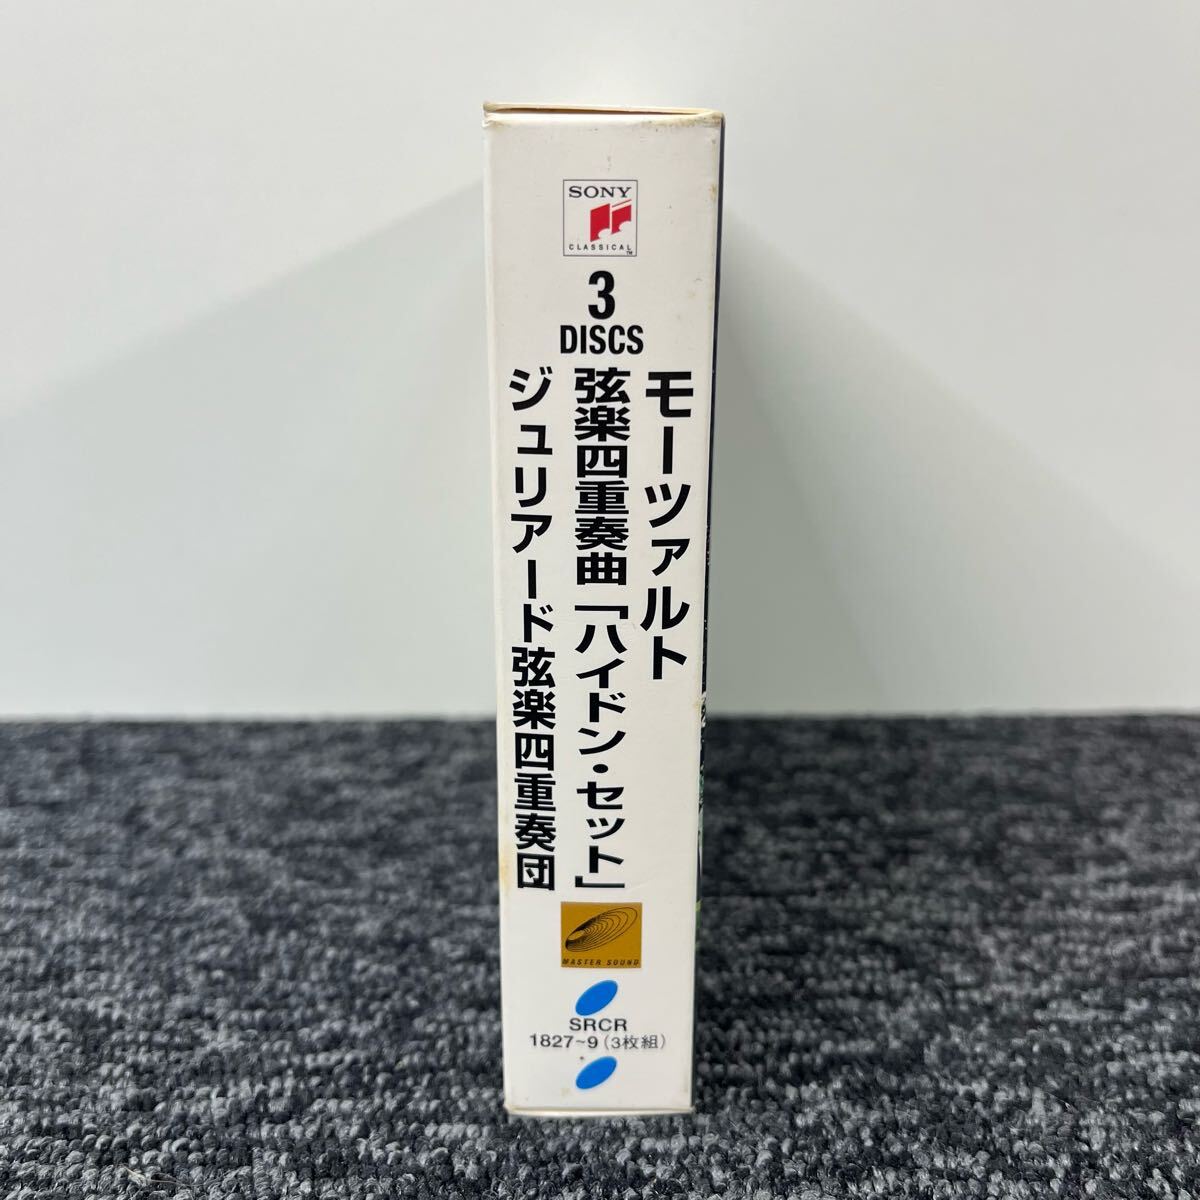 SONY
CLASSICAL
TM
3
DISCS
モーツァルト
弦楽四重奏曲「ハイドン・セット」
ジュリアード弦楽四重奏団
MASTER SOUND
SRCR
1827~9(3枚組)